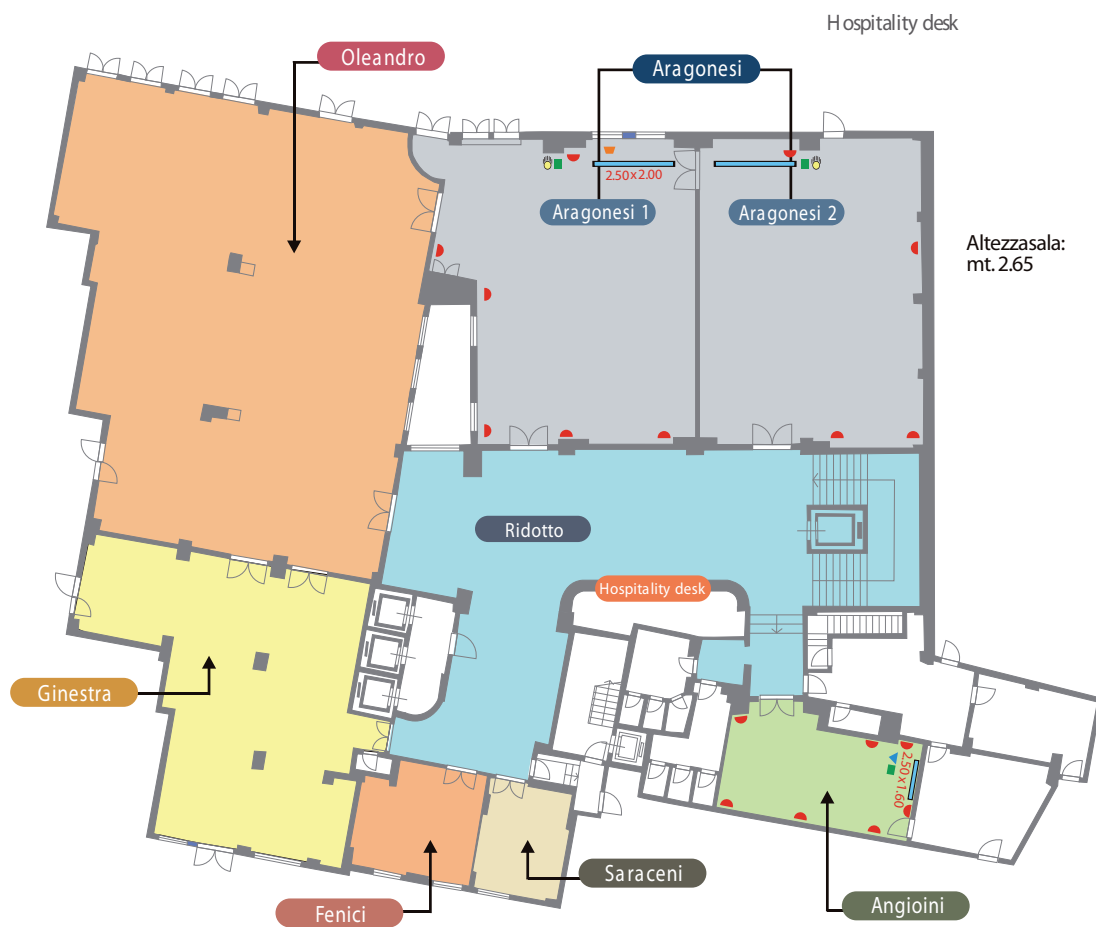 Hospitality desk
Oleandro
Aragonesi
2.50x2.00
Aragonesi 1
Aragonesi 2
Altezzasala:
mt. 2.65
Ridotto
Hospitality desk
Ginestra
2.50x1.60
Saraceni
Fenici
Angioini